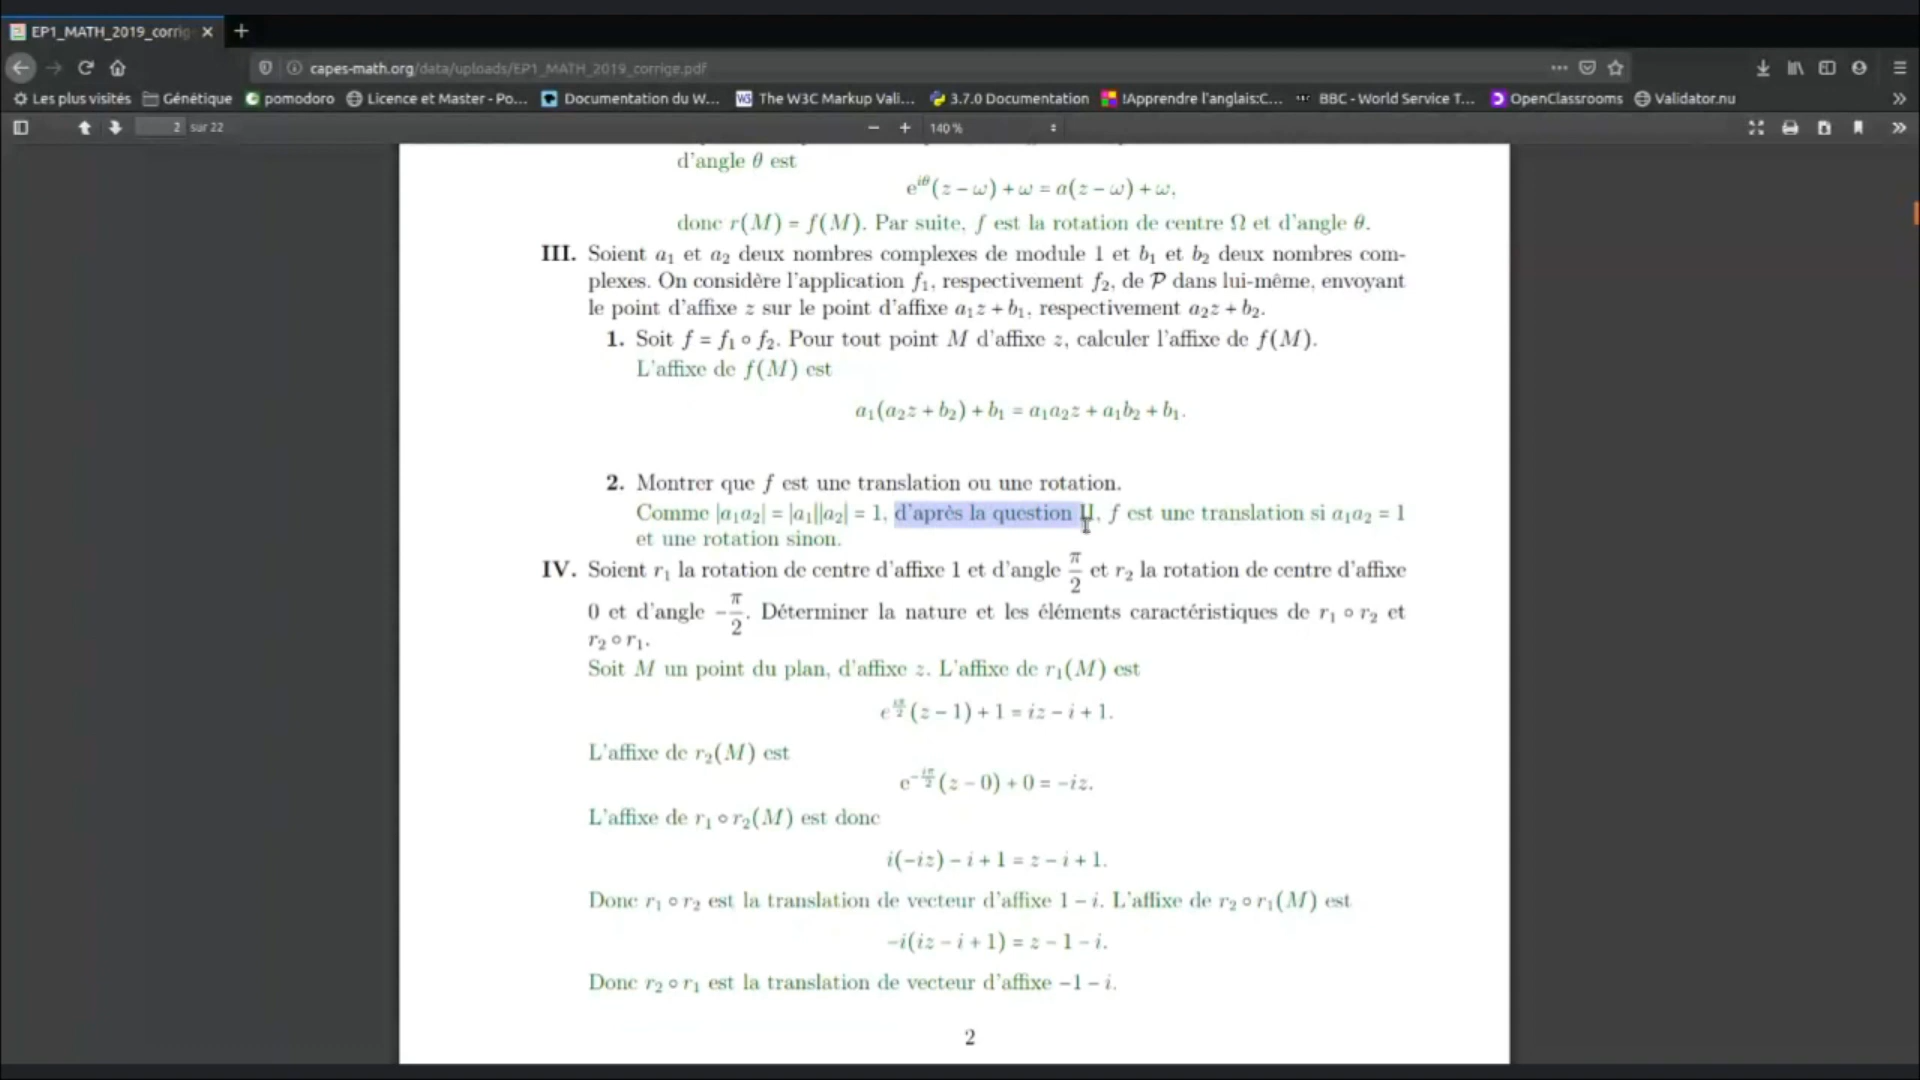 EP1_MATH_2019_corrig
capes-math.org/data/uploads/EP1_MATH_2019_corrige.pdf
Les plus visités Génétique pomodoro Licence et Master - Po... Documentation du W... The W3C Markup Vali... 3.7.0 Documentation !Apprendre l'anglais:C... BBC - World Service T... OpenClassrooms Validator.nu
2 sur 22 140 %
d'angle θ est
e^{iθ}(z − ω) + ω = a(z − ω) + ω,
donc r(M) = f(M). Par suite, f est la rotation de centre Ω et d'angle θ.
III. Soient a₁ et a₂ deux nombres complexes de module 1 et b₁ et b₂ deux nombres com-
plexes. On considère l'application f₁, respectivement f₂, de P dans lui-même, envoyant
le point d'affixe z sur le point d'affixe a₁z + b₁, respectivement a₂z + b₂.
1. Soit f = f₁ ∘ f₂. Pour tout point M d'affixe z, calculer l'affixe de f(M).
L'affixe de f(M) est
a₁(a₂z + b₂) + b₁ = a₁a₂z + a₁b₂ + b₁.
2. Montrer que f est une translation ou une rotation.
Comme |a₁a₂| = |a₁||a₂| = 1, d'après la question II, f est une translation si a₁a₂ = 1
et une rotation sinon.
IV. Soient r₁ la rotation de centre d'affixe 1 et d'angle π/2 et r₂ la rotation de centre d'affixe
0 et d'angle −π/2. Déterminer la nature et les éléments caractéristiques de r₁ ∘ r₂ et
r₂ ∘ r₁.
Soit M un point du plan, d'affixe z. L'affixe de r₁(M) est
e^{iπ/2}(z − 1) + 1 = iz − i + 1.
L'affixe de r₂(M) est
e^{−iπ/2}(z − 0) + 0 = −iz.
L'affixe de r₁ ∘ r₂(M) est donc
i(−iz) − i + 1 = z − i + 1.
Donc r₁ ∘ r₂ est la translation de vecteur d'affixe 1 − i. L'affixe de r₂ ∘ r₁(M) est
−i(iz − i + 1) = z − 1 − i.
Donc r₂ ∘ r₁ est la translation de vecteur d'affixe −1 − i.
2